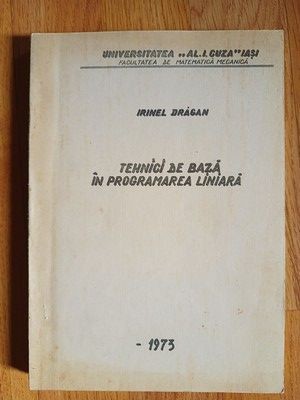 UNIVERSITATEA „AL. I. CUZA" IAŞI
FACULTATEA DE MATEMATICĂ MECANICĂ
IRINEL DRĂGAN
TEHNICI DE BAZĂ
ÎN PROGRAMAREA LINIARĂ
- 1973